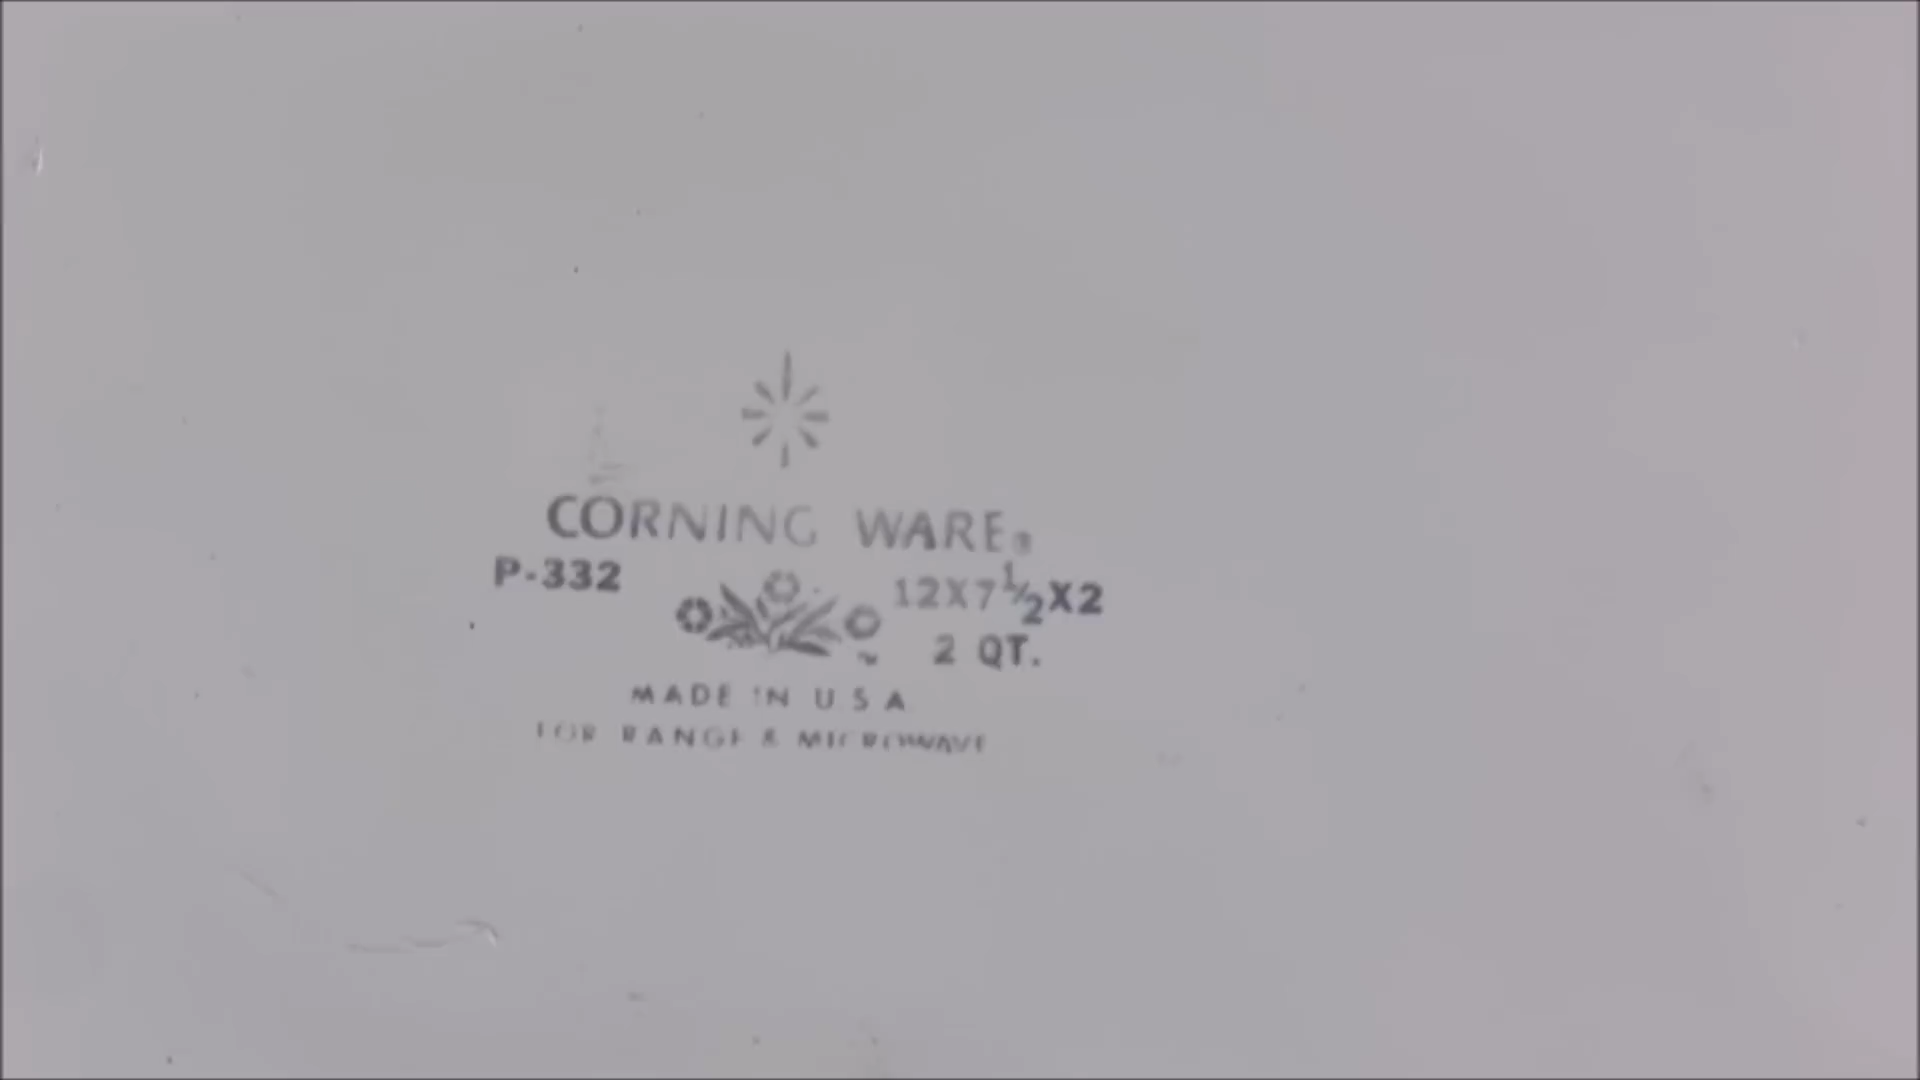 CORNING WARE®
P-332
12X7½X2
2 QT.
MADE IN U.S.A.
FOR RANGE & MICROWAVE